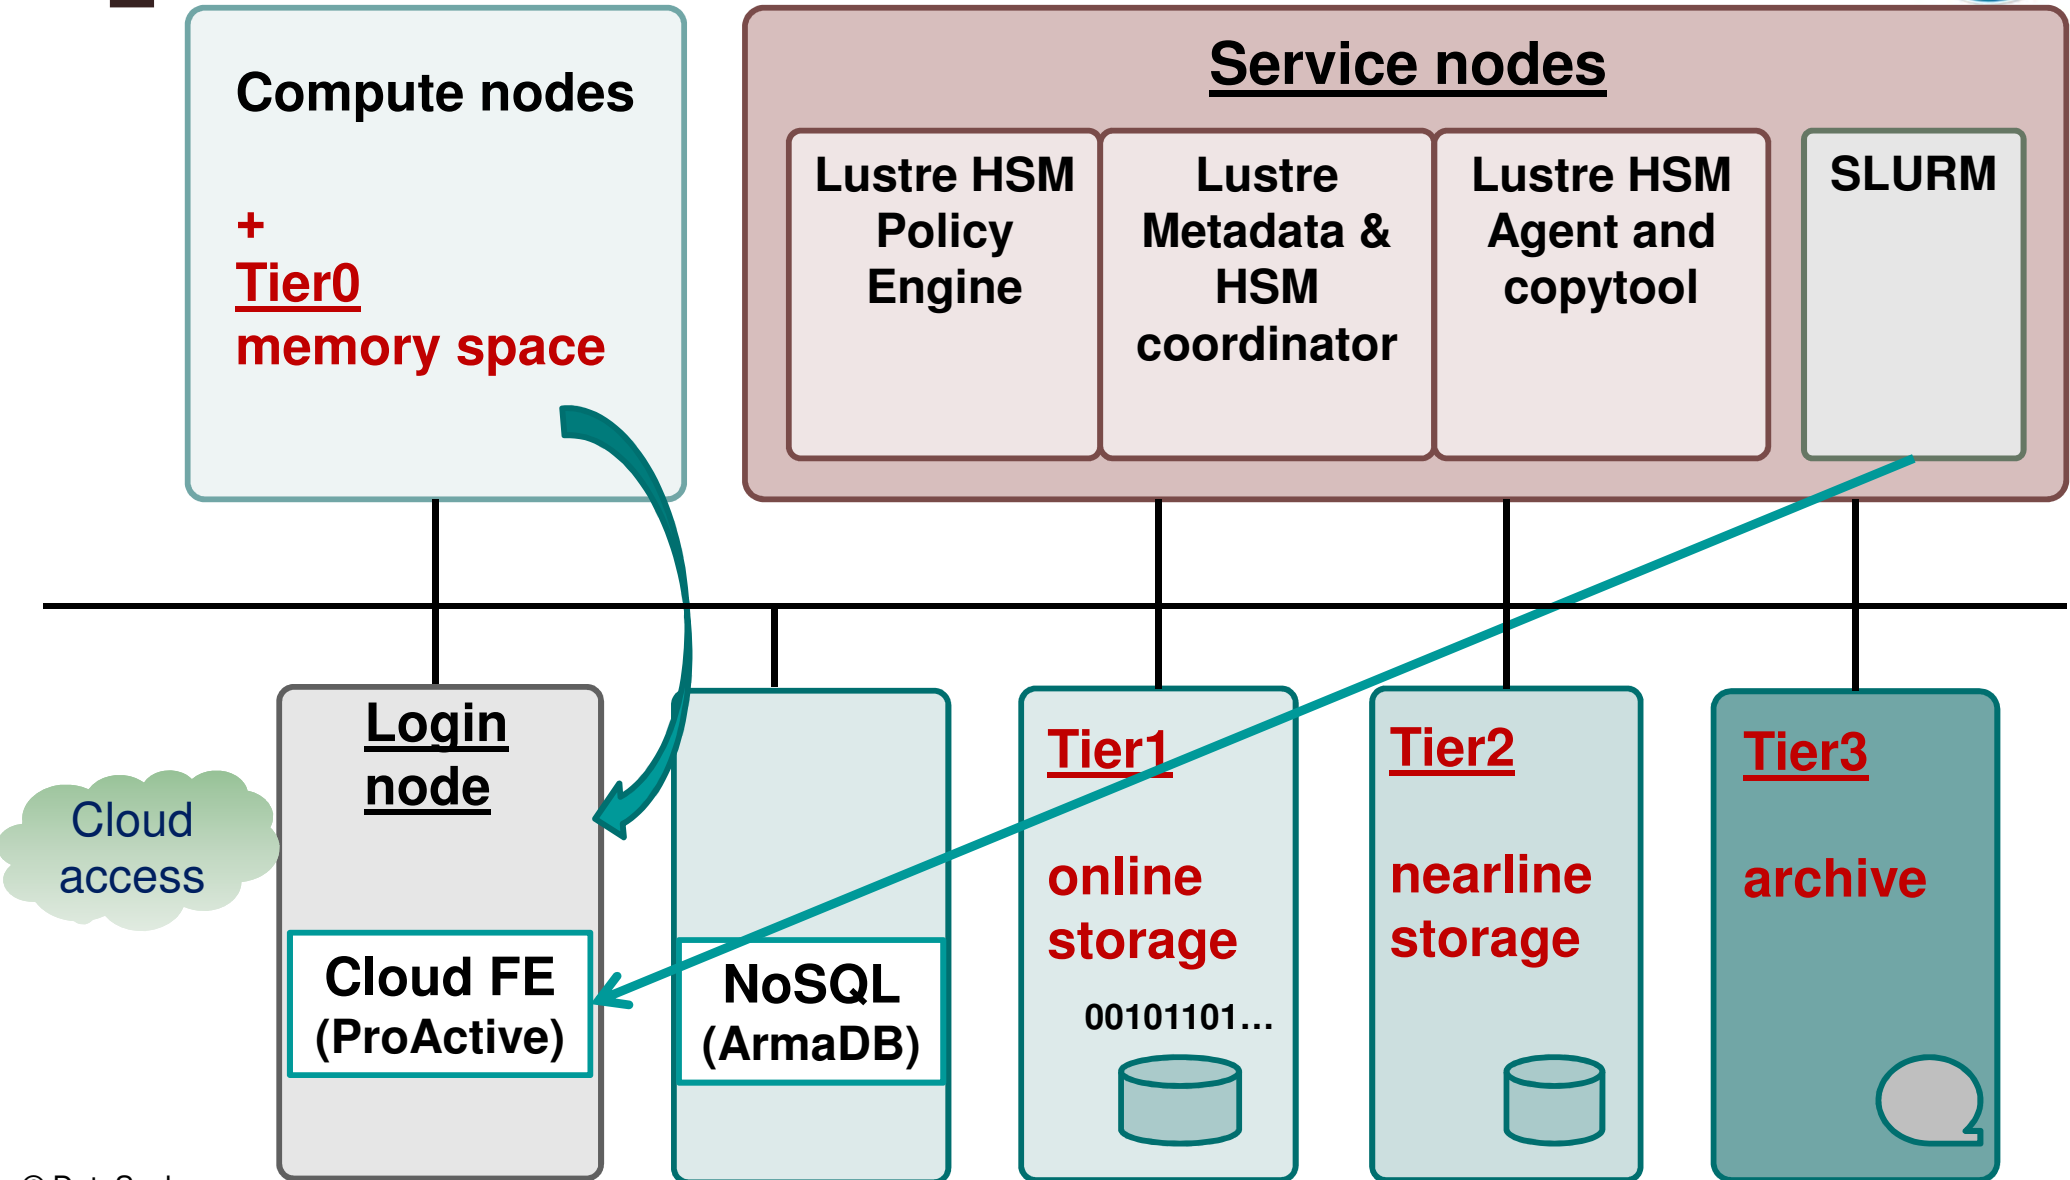 Compute nodes
+
Tier0
memory space
Service nodes
Lustre HSM
Policy
Engine
Lustre
Metadata &
HSM
coordinator
Lustre HSM
Agent and
copytool
SLURM
Cloud
access
Login
node
Cloud FE
(ProActive)
NoSQL
(ArmaDB)
Tier1
online
storage
00101101...
Tier2
nearline
storage
Tier3
archive